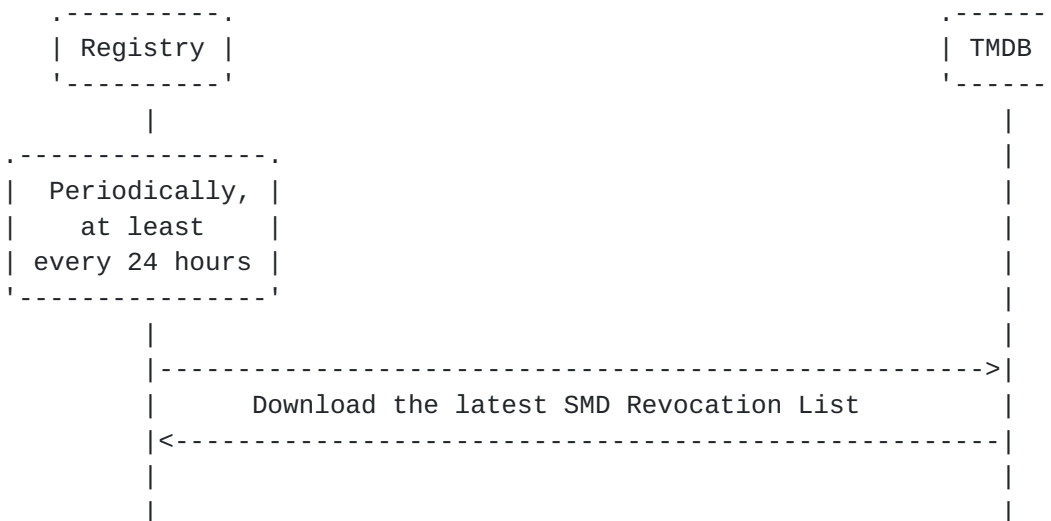 Registry
TMDB
Periodically,
at least
every 24 hours
Download the latest SMD Revocation List